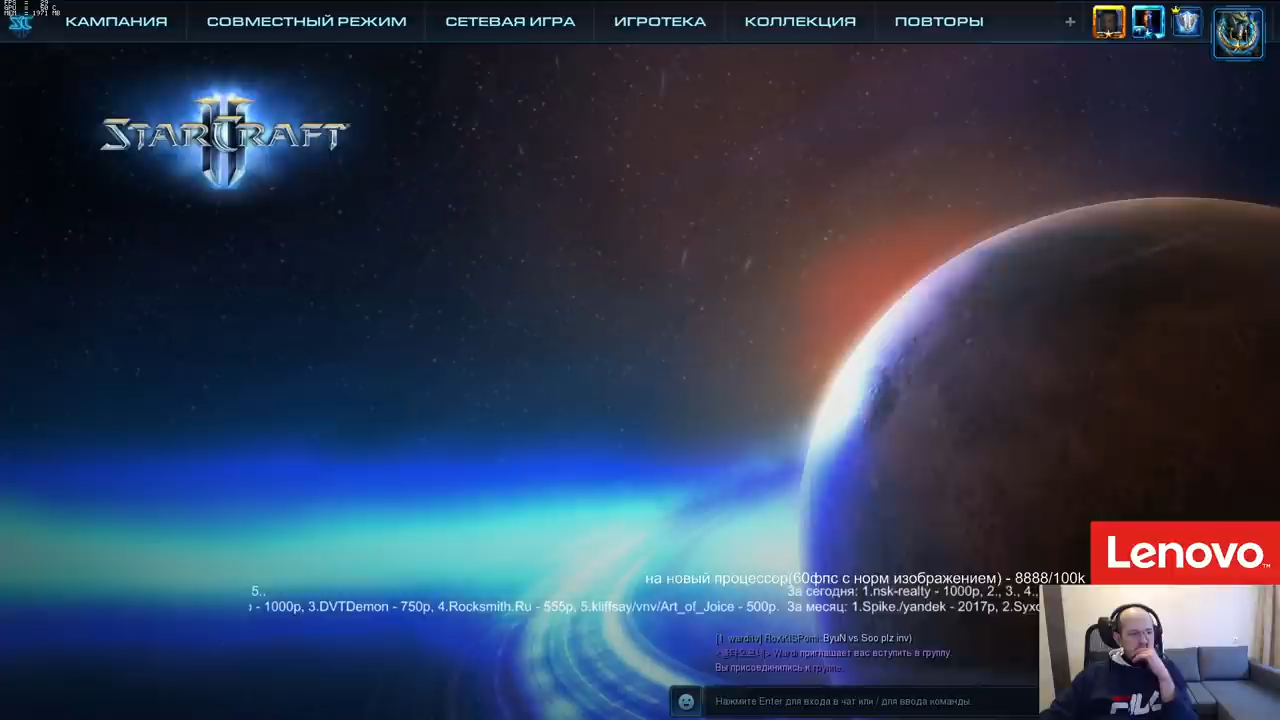 КАМПАНИЯ СОВМЕСТНЫЙ РЕЖИМ СЕТЕВАЯ ИГРА ИГРОТЕКА КОЛЛЕКЦИЯ ПОВТОРЫ +
STARCRAFT
II
Lenovo™
на новый процессор(60фпс с норм изображением) - 8888/100k
5.,
За сегодня: 1.nsk-realty - 1000р, 2., 3., 4.,
- 1000р, 3.DVTDemon - 750р, 4.Rocksmith.Ru - 555р, 5.kliffsay/vnv/Art_of_Joice - 500р. За месяц: 1.Spike./yandek - 2017р, 2.Syxc
ByuN vs Soo plz inv)
приглашает вас вступить в группу.
Вы присоединились к группе.
Нажмите Enter для входа в чат или / для ввода команды.
FILA